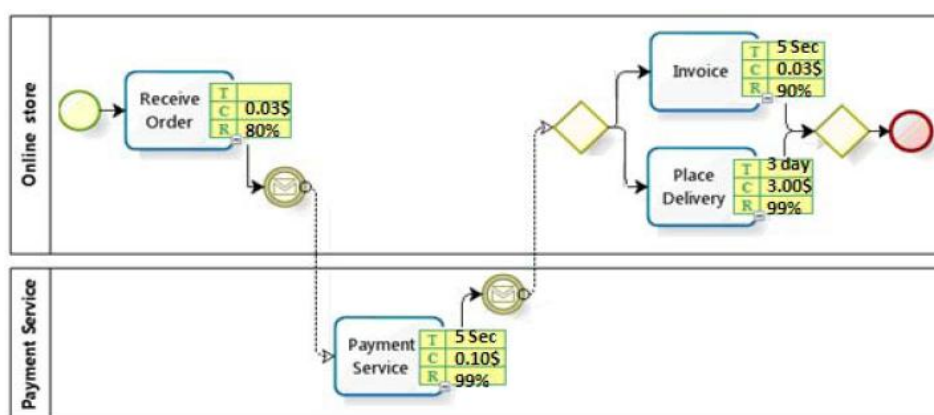 Online store
Receive
Order
T
C 0.03$
R 80%
Invoice
T 5 Sec
C 0.03$
R 90%
Place
Delivery
T 3 day
C 3.00$
R 99%
Payment Service
Payment
Service
T 5 Sec
C 0.10$
R 99%